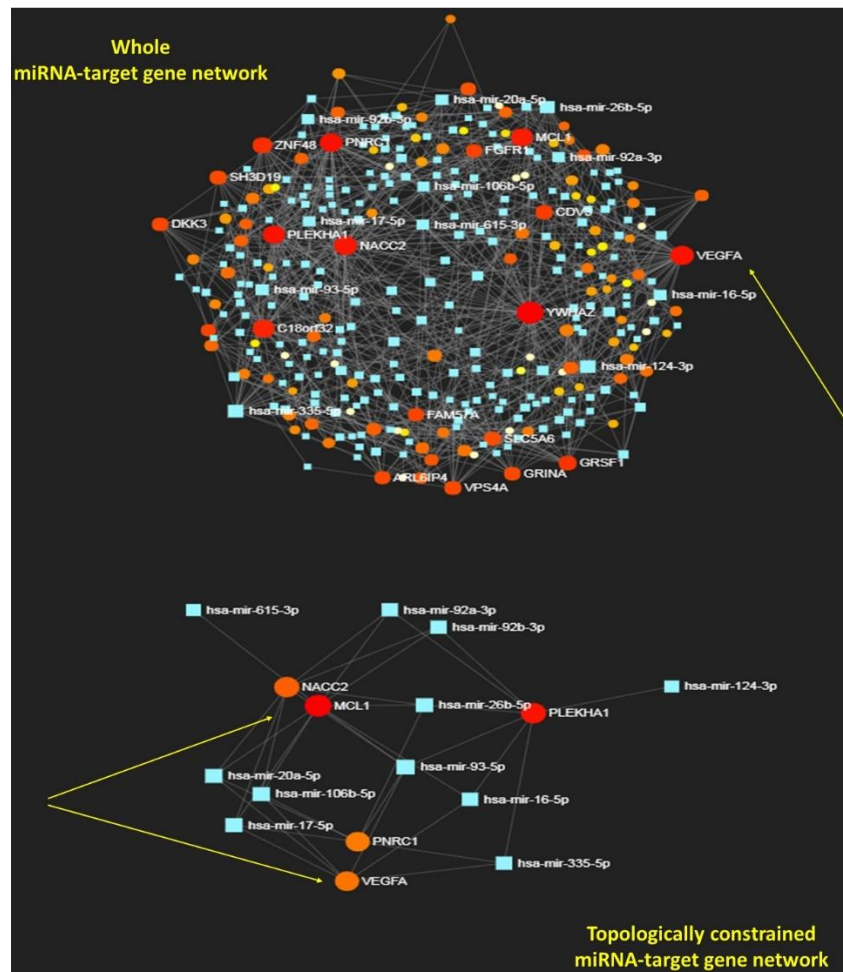 Whole
miRNA-target gene network
hsa-mir-20a-5p
hsa-mir-26b-5p
hsa-mir-92b-3p
MCL1
ZNF48
PNRC1
FGFR1
hsa-mir-92a-3p
SH3D19
hsa-mir-106b-5p
DKK3
hsa-mir-17-5p
hsa-mir-615-3p
CDV3
PLEKHA1
NACC2
VEGFA
hsa-mir-93-5p
hsa-mir-16-5p
YWHAZ
C18orf32
hsa-mir-124-3p
hsa-mir-335-5p
FAM57A
SLC5A6
GRSF1
ARL6IP4
GRINA
VPS4A
hsa-mir-615-3p
hsa-mir-92a-3p
hsa-mir-92b-3p
NACC2
hsa-mir-124-3p
MCL1
hsa-mir-26b-5p
PLEKHA1
hsa-mir-20a-5p
hsa-mir-93-5p
hsa-mir-106b-5p
hsa-mir-16-5p
hsa-mir-17-5p
PNRC1
hsa-mir-335-5p
VEGFA
Topologically constrained
miRNA-target gene network